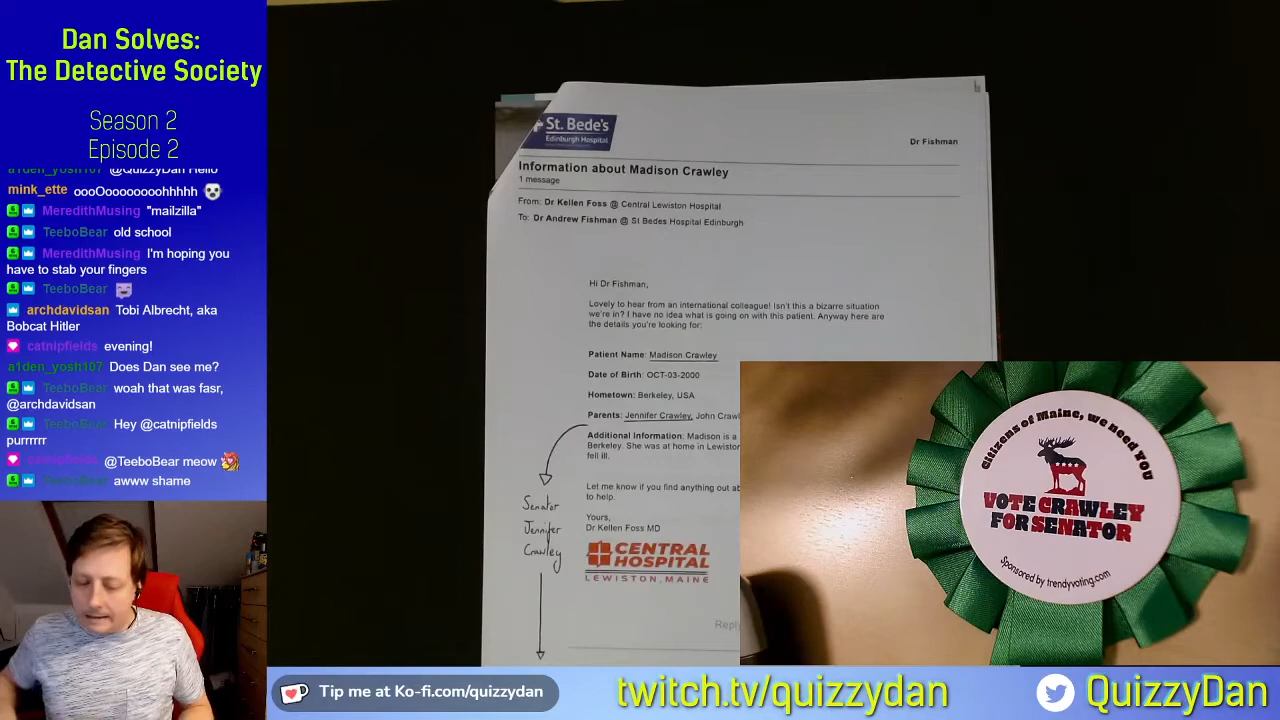 Dan Solves:
The Detective Society
Season 2
Episode 2
a1den_yosh107 @QuizzyDan Hello
mink_ette oooOoooooooohhhhh
MeredithMusing "mailzilla"
TeeboBear old school
MeredithMusing I'm hoping you
have to stab your fingers
TeeboBear
archdavidsan Tobi Albrecht, aka
Bobcat Hitler
catnipfields evening!
a1den_yosh107 Does Dan see me?
TeeboBear woah that was fasr,
@archdavidsan
TeeboBear Hey @catnipfields
purrrrrr
catnipfields @TeeboBear meow
TeeboBear awww shame
St. Bede's
Edinburgh Hospital
Dr Fishman
Information about Madison Crawley
1 message
From: Dr Kellen Foss @ Central Lewiston Hospital
To: Dr Andrew Fishman @ St Bedes Hospital Edinburgh
Hi Dr Fishman,
Lovely to hear from an international colleague! Isn't this a bizarre situation
we're in? I have no idea what is going on with this patient. Anyway here are
the details you're looking for:
Patient Name: Madison Crawley
Date of Birth: OCT-03-2000
Hometown: Berkeley, USA
Parents: Jennifer Crawley, John Crawl
Additional Information: Madison is a
Berkeley. She was at home in Lewiston
fell ill.
Let me know if you find anything out ab
to help.
Yours,
Dr Kellen Foss MD
CENTRAL
HOSPITAL
LEWISTON, MAINE
Reply
Senator
Jennifer
Crawley
Citizens of Maine, we need YOU
VOTE CRAWLEY
FOR SENATOR
Sponsored by trendyvoting.com
Tip me at Ko-fi.com/quizzydan
twitch.tv/quizzydan
QuizzyDan